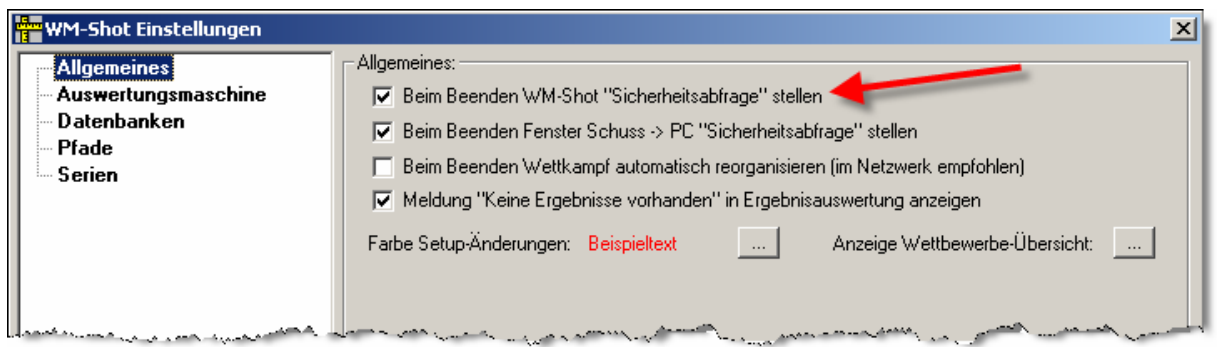 WM-Shot Einstellungen
Allgemeines
Auswertungsmaschine
Datenbanken
Pfade
Serien
Allgemeines:
Beim Beenden WM-Shot "Sicherheitsabfrage" stellen
Beim Beenden Fenster Schuss -> PC "Sicherheitsabfrage" stellen
Beim Beenden Wettkampf automatisch reorganisieren (im Netzwerk empfohlen)
Meldung "Keine Ergebnisse vorhanden" in Ergebnisauswertung anzeigen
Farbe Setup-Änderungen: Beispieltext ... Anzeige Wettbewerbe-Übersicht: ...